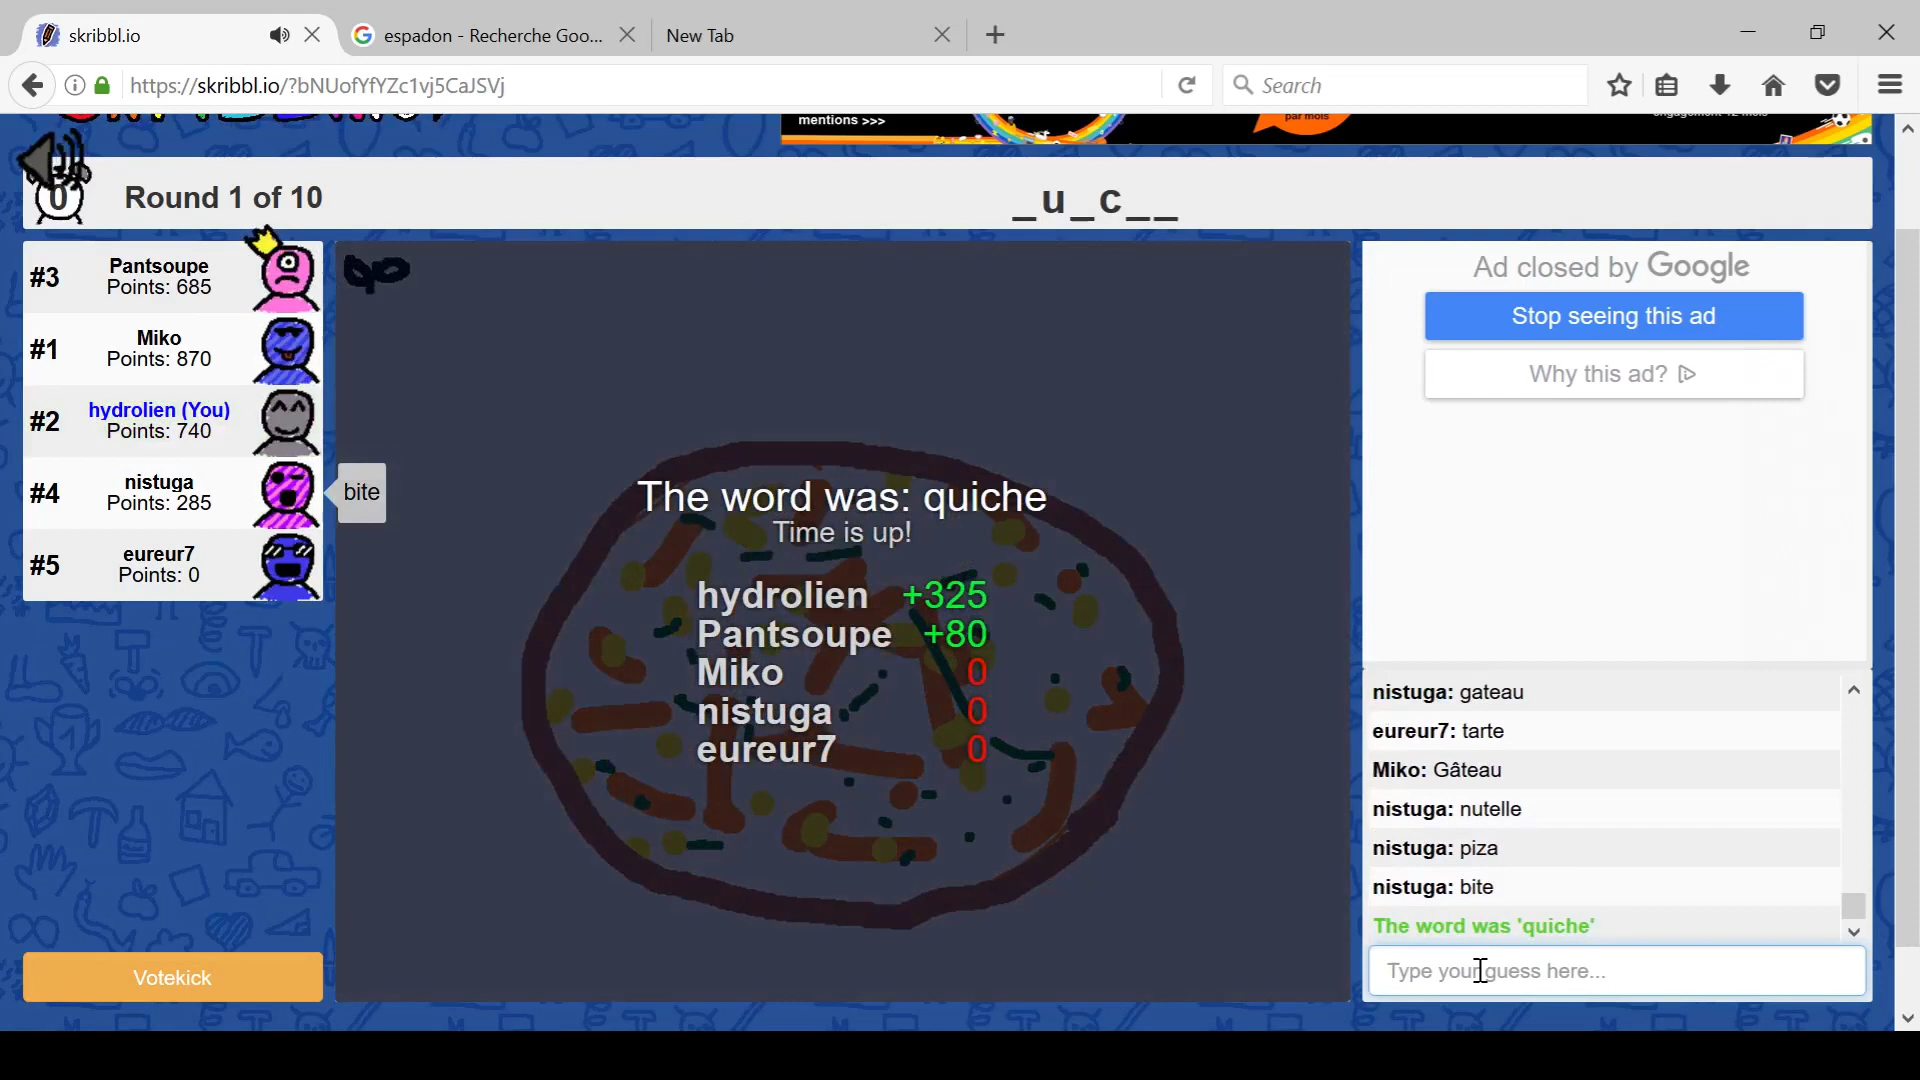 skribbl.io
espadon - Recherche Goo...
New Tab
https://skribbl.io/?bNUofYfYZc1vj5CaJSVj
Search
mentions >>>
par mois
0
Round 1 of 10
_u_c__
#3
Pantsoupe
Points: 685
#1
Miko
Points: 870
#2
hydrolien (You)
Points: 740
#4
nistuga
Points: 285
bite
#5
eureur7
Points: 0
Votekick
The word was: quiche
Time is up!
hydrolien +325
Pantsoupe +80
Miko 0
nistuga 0
eureur7 0
Ad closed by Google
Stop seeing this ad
Why this ad?
nistuga: gateau
eureur7: tarte
Miko: Gâteau
nistuga: nutelle
nistuga: piza
nistuga: bite
The word was 'quiche'
Type your guess here...